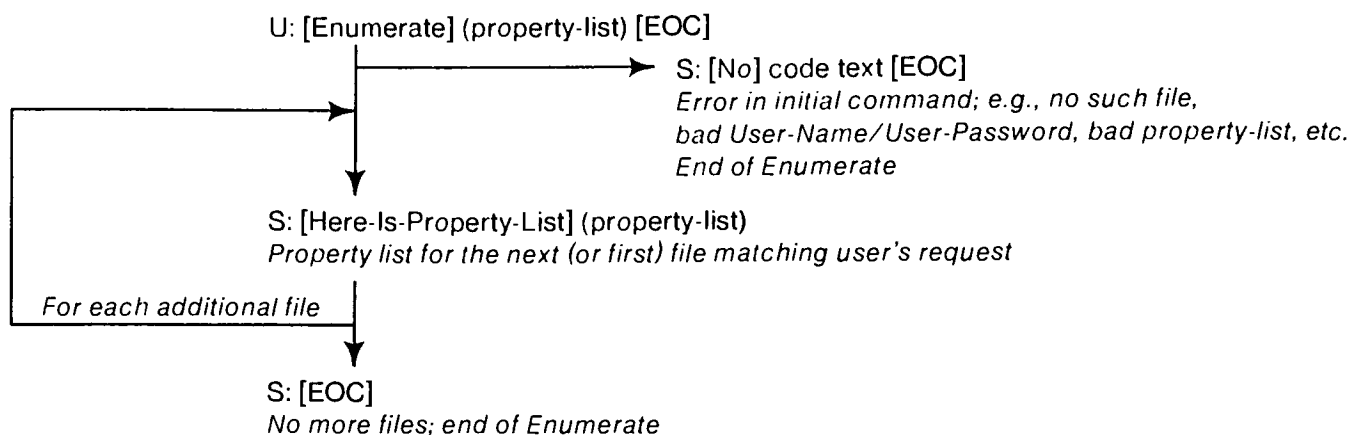 U: [Enumerate] (property-list) [EOC]
S: [No] code text [EOC]
Error in initial command; e.g., no such file,
bad User-Name/User-Password, bad property-list, etc.
End of Enumerate
S: [Here-Is-Property-List] (property-list)
Property list for the next (or first) file matching user's request
For each additional file
S: [EOC]
No more files; end of Enumerate